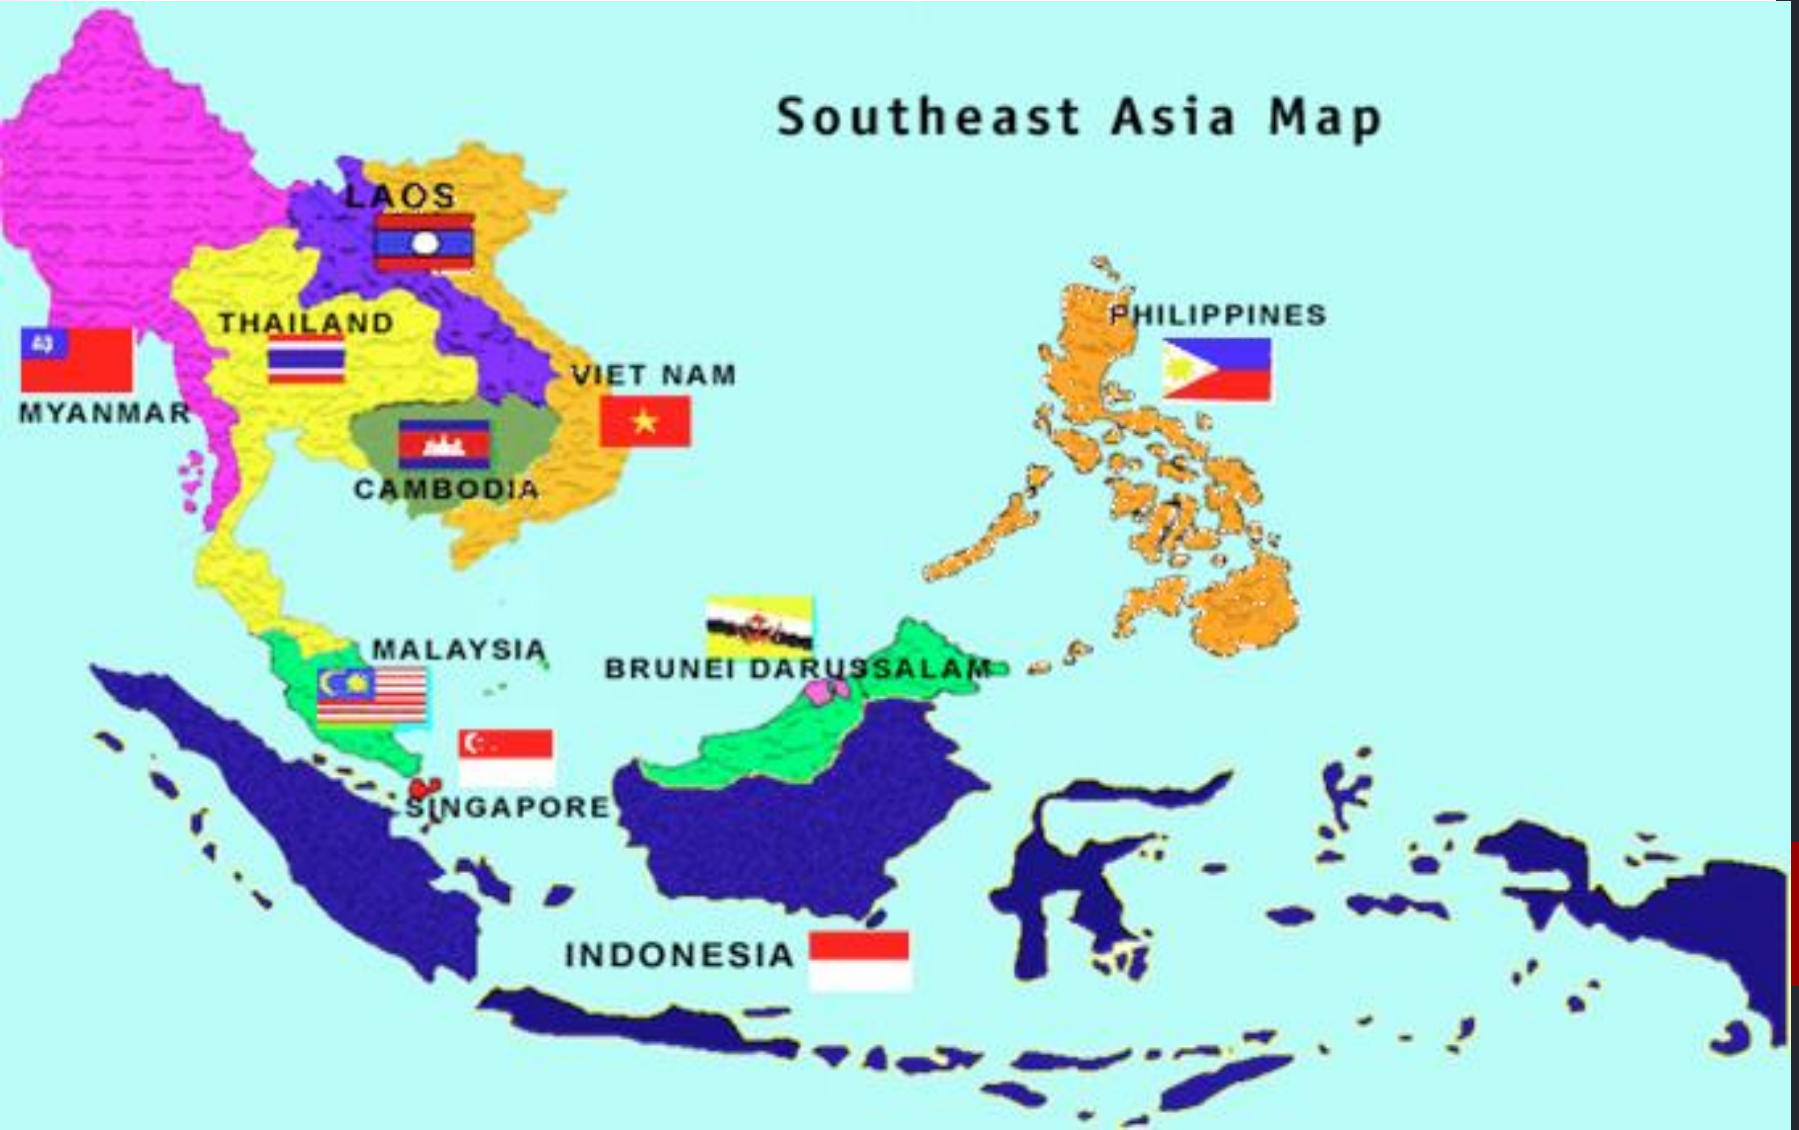 Southeast Asia Map
LAOS
THAILAND
PHILIPPINES
VIET NAM
MYANMAR
CAMBODIA
MALAYSIA
BRUNEI DARUSSALAM
SINGAPORE
INDONESIA